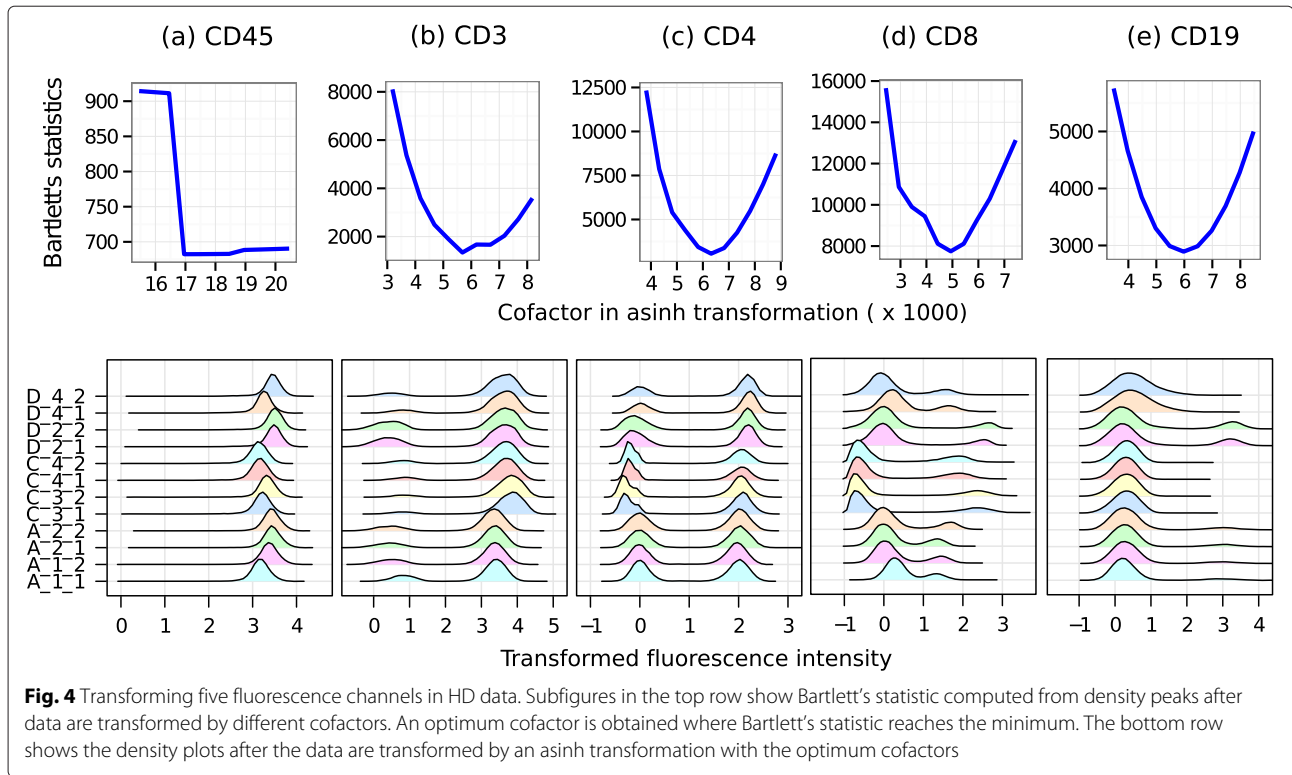 (a) CD45
(b) CD3
(c) CD4
(d) CD8
(e) CD19
Bartlett's statistics
900
850
800
750
700
16 17 18 19 20
8000
6000
4000
2000
3 4 5 6 7 8
12500
10000
7500
5000
4 5 6 7 8 9
16000
14000
12000
10000
8000
3 4 5 6 7
5000
4000
3000
4 5 6 7 8
Cofactor in asinh transformation ( x 1000)
D_4_2
D_4_1
D_2_2
D_2_1
C_4_2
C_4_1
C_3_2
C_3_1
A_2_2
A_2_1
A_1_2
A_1_1
0 1 2 3 4
0 1 2 3 4 5
−1 0 1 2 3
−1 0 1 2 3
−1 0 1 2 3 4
Transformed fluorescence intensity
Fig. 4 Transforming five fluorescence channels in HD data. Subfigures in the top row show Bartlett's statistic computed from density peaks after
data are transformed by different cofactors. An optimum cofactor is obtained where Bartlett's statistic reaches the minimum. The bottom row
shows the density plots after the data are transformed by an asinh transformation with the optimum cofactors